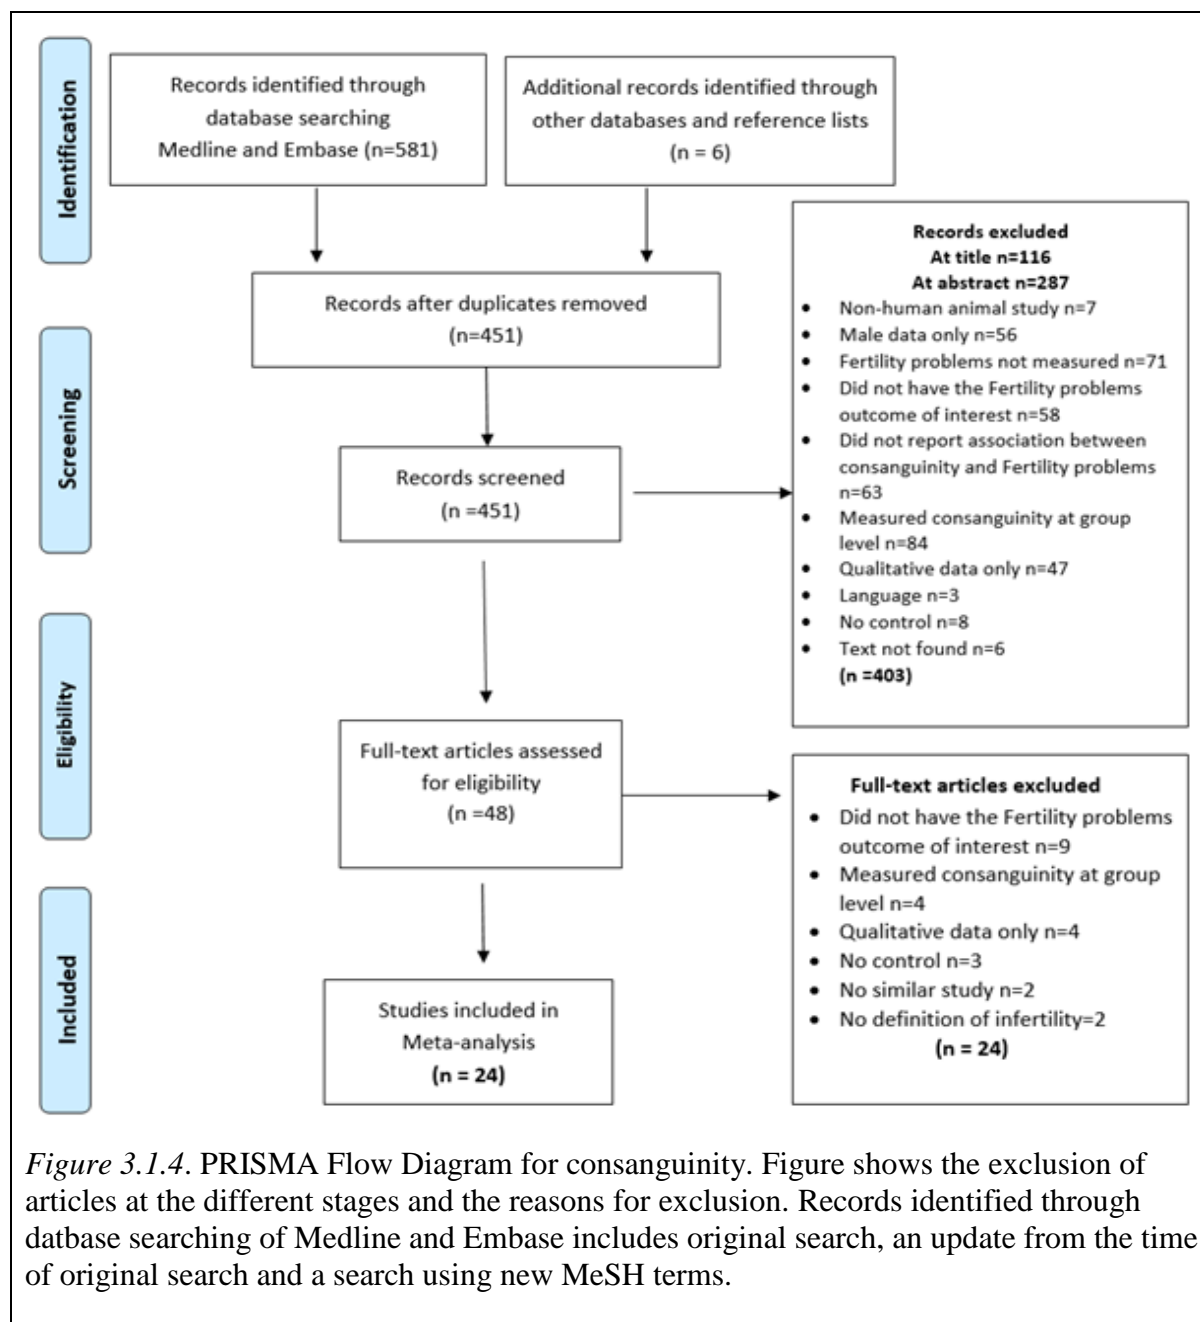 Identification
Records identified through
database searching
Medline and Embase (n=581)
Additional records identified through
other databases and reference lists
(n = 6)
Records after duplicates removed
(n=451)
Screening
Records screened
(n =451)
Records excluded
At title n=116
At abstract n=287
• Non-human animal study n=7
• Male data only n=56
• Fertility problems not measured n=71
• Did not have the Fertility problems
outcome of interest n=58
• Did not report association between
consanguinity and Fertility problems
n=63
• Measured consanguinity at group
level n=84
• Qualitative data only n=47
• Language n=3
• No control n=8
• Text not found n=6
(n =403)
Eligibility
Full-text articles assessed
for eligibility
(n =48)
Full-text articles excluded
• Did not have the Fertility problems
outcome of interest n=9
• Measured consanguinity at group
level n=4
• Qualitative data only n=4
• No control n=3
• No similar study n=2
• No definition of infertility=2
(n = 24)
Included
Studies included in
Meta-analysis
(n = 24)
Figure 3.1.4. PRISMA Flow Diagram for consanguinity. Figure shows the exclusion of
articles at the different stages and the reasons for exclusion. Records identified through
datbase searching of Medline and Embase includes original search, an update from the time
of original search and a search using new MeSH terms.